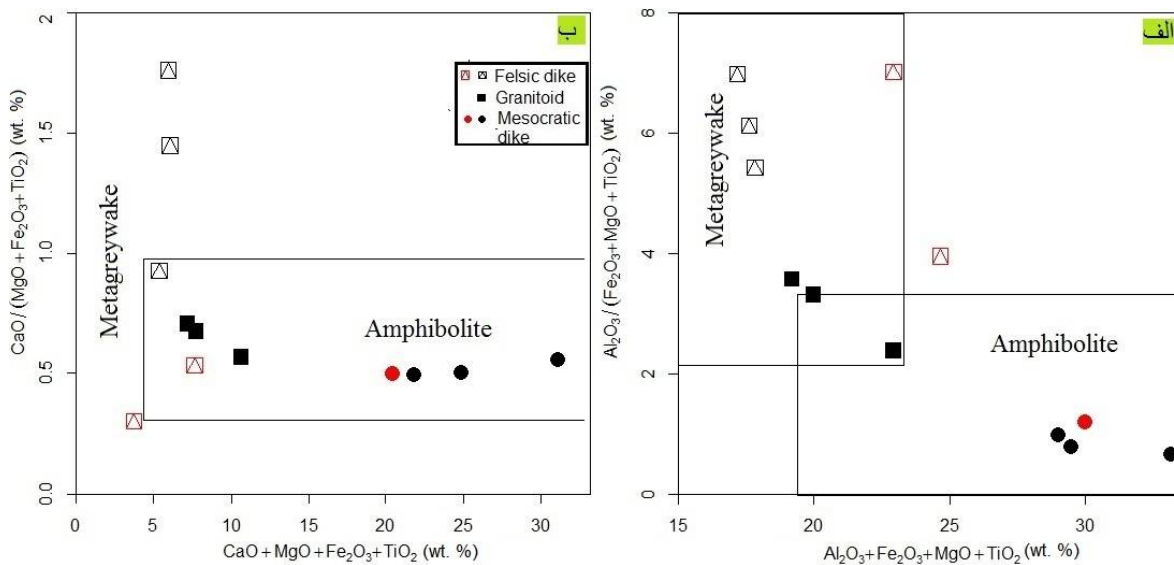 ب
Felsic dike
Granitoid
Mesocratic
dike
Metagreywake
Amphibolite
CaO/(MgO+Fe₂O₃+TiO₂) (wt. %)
2
1.5
1.0
0.5
0.0
0 5 10 15 20 25 30
CaO+MgO+Fe₂O₃+TiO₂ (wt. %)
الف
Metagreywake
Amphibolite
Al₂O₃/(Fe₂O₃+MgO+TiO₂) (wt. %)
8
6
4
2
0
15 20 25 30
Al₂O₃+Fe₂O₃+MgO+TiO₂ (wt. %)